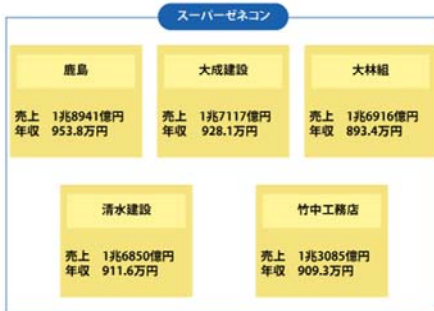 スーパーゼネコン
鹿島
売上 1兆8941億円
年収 953.8万円
大成建設
売上 1兆7117億円
年収 928.1万円
大林組
売上 1兆6916億円
年収 893.4万円
清水建設
売上 1兆6850億円
年収 911.6万円
竹中工務店
売上 1兆3085億円
年収 909.3万円